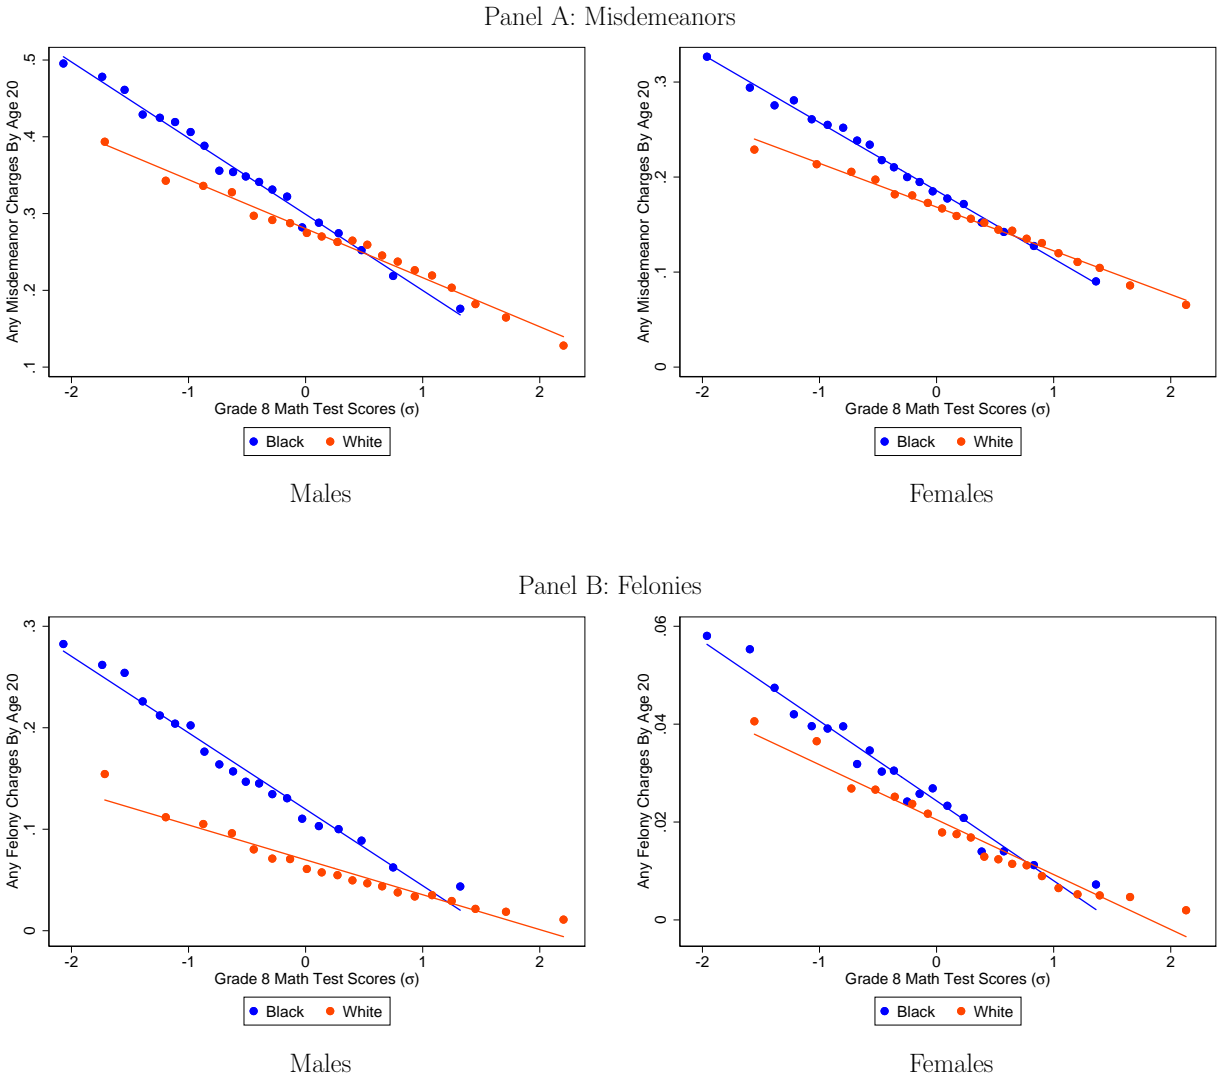 Panel A: Misdemeanors
Any Misdemeanor Charges By Age 20
.5
.4
.3
.2
.1
-2 -1 0 1 2
Grade 8 Math Test Scores (σ)
Black White
Males
Any Misdemeanor Charges By Age 20
.3
.2
.1
0
-2 -1 0 1 2
Grade 8 Math Test Scores (σ)
Black White
Females
Panel B: Felonies
Any Felony Charges By Age 20
.3
.2
.1
0
-2 -1 0 1 2
Grade 8 Math Test Scores (σ)
Black White
Males
Any Felony Charges By Age 20
.06
.04
.02
0
-2 -1 0 1 2
Grade 8 Math Test Scores (σ)
Black White
Females